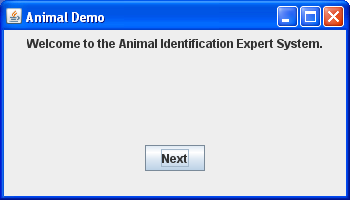 Animal Demo
Welcome to the Animal Identification Expert System.
Next